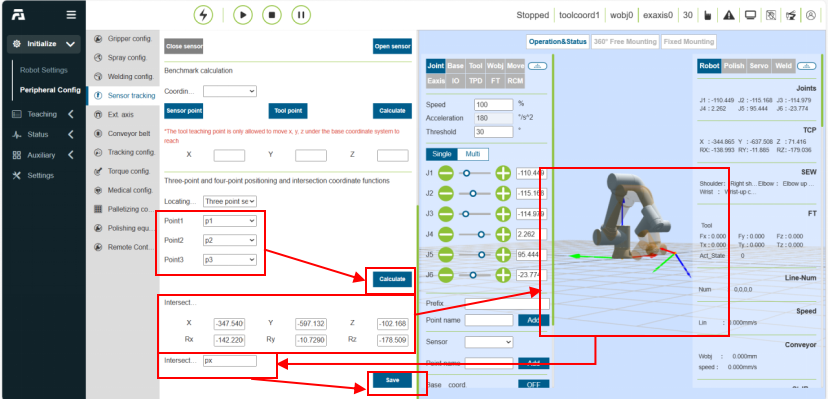 Stopped toolcoord1 wobj0 exaxis0 30
Initialize
Robot Settings
Peripheral Config
Teaching
Status
Auxiliary
Settings
Gripper config.
Spray config.
Welding config.
Sensor tracking
Ext. axis
Conveyor belt
Tracking config.
Torque config.
Medical config.
Palletizing co...
Polishing equ...
Remote Cont...
Close sensor
Open sensor
Benchmark calculation
Coordin...
Sensor point
Tool point
Calculate
*The tool teaching point is only allowed to move x, y, z under the base coordinate system to
reach
X Y Z
Three-point and four-point positioning and intersection coordinate functions
Locating... Three point se
Point1 p1
Point2 p2
Point3 p3
Calculate
Intersect...
X -347.540 Y -597.132 Z -102.168
Rx -142.220 Ry -10.7290 Rz -178.509
Intersect... px
Save
Operation&Status 360° Free Mounting Fixed Mounting
Joint Base Tool Wobj Move
Eaxis IO TPD FT RCM
Speed 100 %
Acceleration 180 °/s^2
Threshold 30 °
Single Multi
J1 -110.449
J2 -115.168
J3 -114.979
J4 2.262
J5 95.444
J6 -23.774
Prefix
Point name Add
Sensor
Point name Add
Base coord. OFF
Robot Polish Servo Weld
Joints
J1 : -110.449 J2 : -115.168 J3 : -114.979
J4 : 2.262 J5 : 95.444 J6 : -23.774
TCP
X : -344.865 Y : -637.508 Z : 71.416
RX: -138.993 RY: -11.885 RZ: -179.036
SEW
Shoulder: Right sh... Elbow : Elbow up ...
Wrist : Wrist-up c...
FT
Tool
Fx : 0.000 Fy : 0.000 Fz : 0.000
Tx : 0.000 Ty : 0.000 Tz : 0.000
Act_State 0
Line-Num
Num 0,0,0,0
Speed
Lin : 0.000mm/s
Conveyor
Wobj : 0.000mm
speed : 0.000mm/s